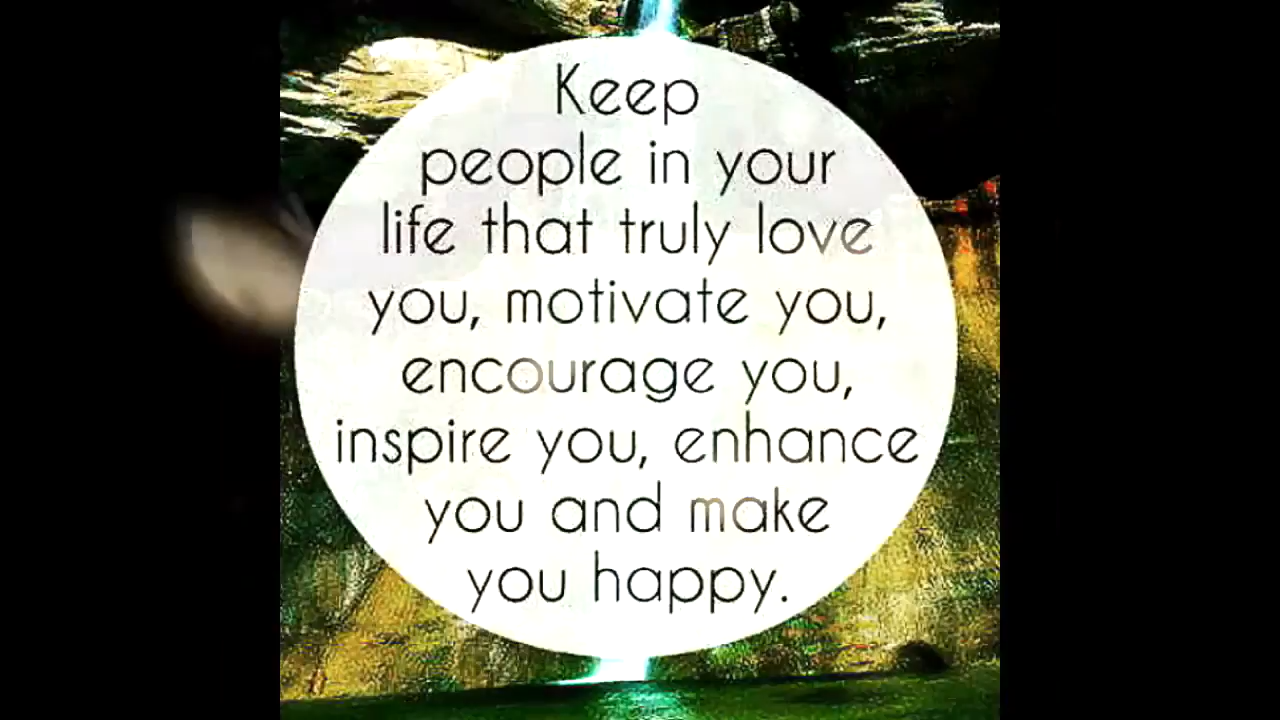 Keep
people in your
life that truly love
you, motivate you,
encourage you,
inspire you, enhance
you and make
you happy.